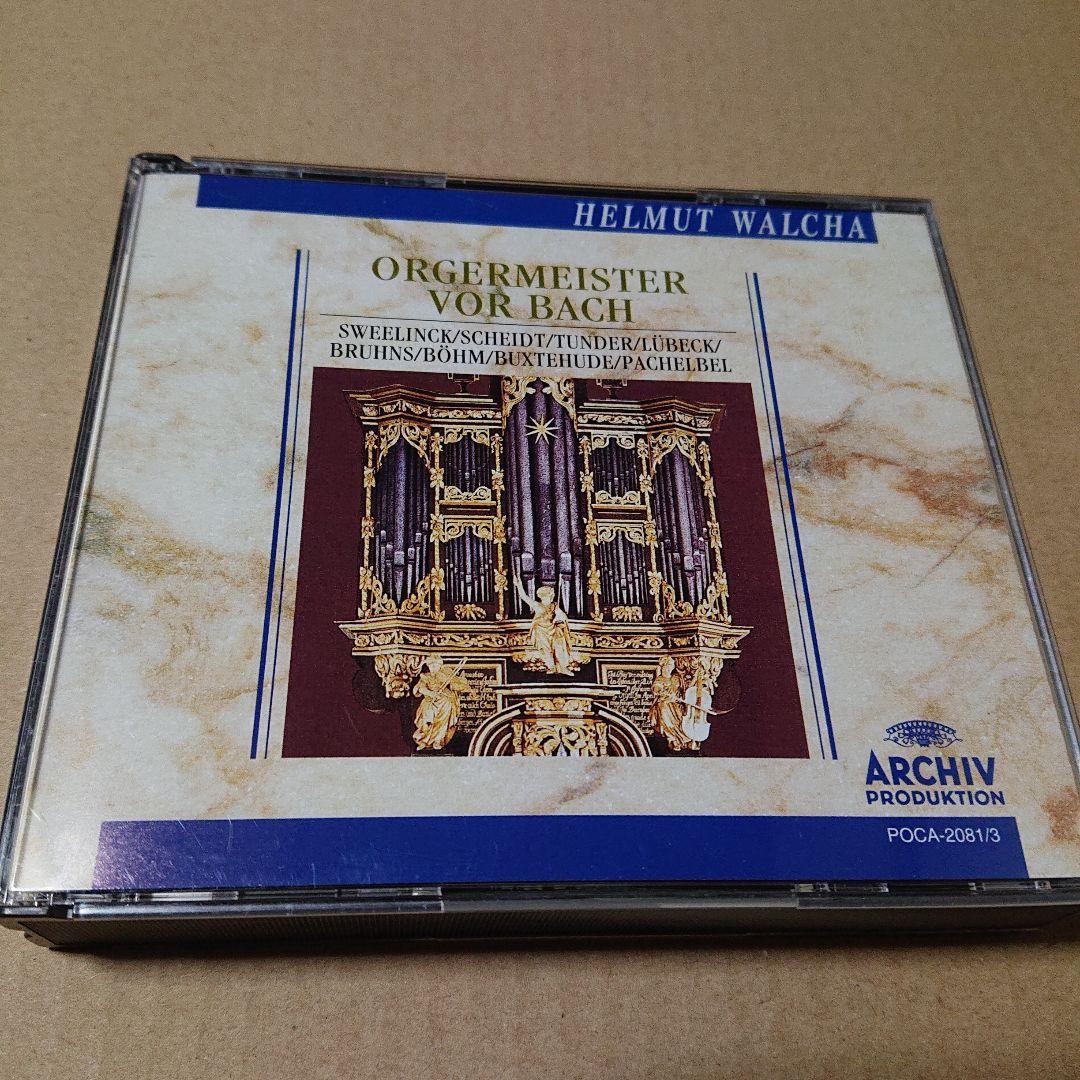 HELMUT WALCHA
ORGERMEISTER
VOR BACH
SWEELINCK/SCHEIDT/TUNDER/LÜBECK/
BRUHNS/BÖHM/BUXTEHUDE/PACHELBEL
ARCHIV
PRODUKTION
POCA-2081/3